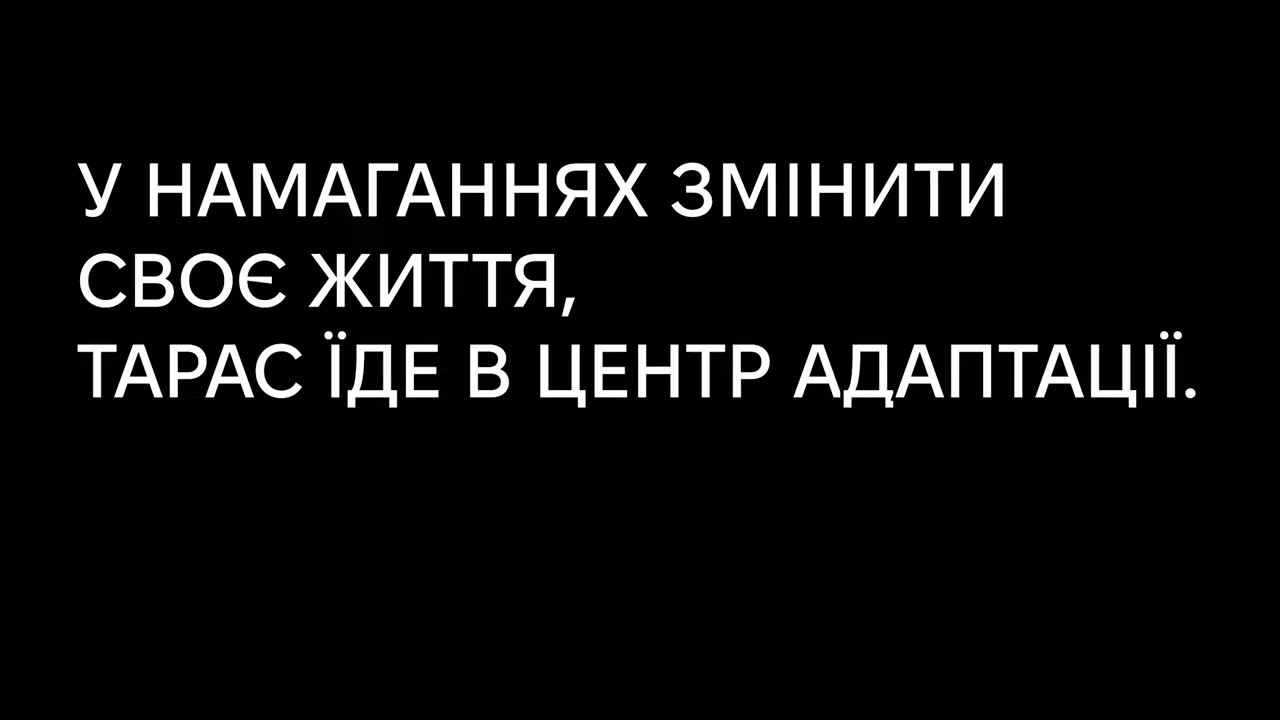 У НАМАГАННЯХ ЗМІНИТИ
СВОЄ ЖИТТЯ,
ТАРАС ЇДЕ В ЦЕНТР АДАПТАЦІЇ.